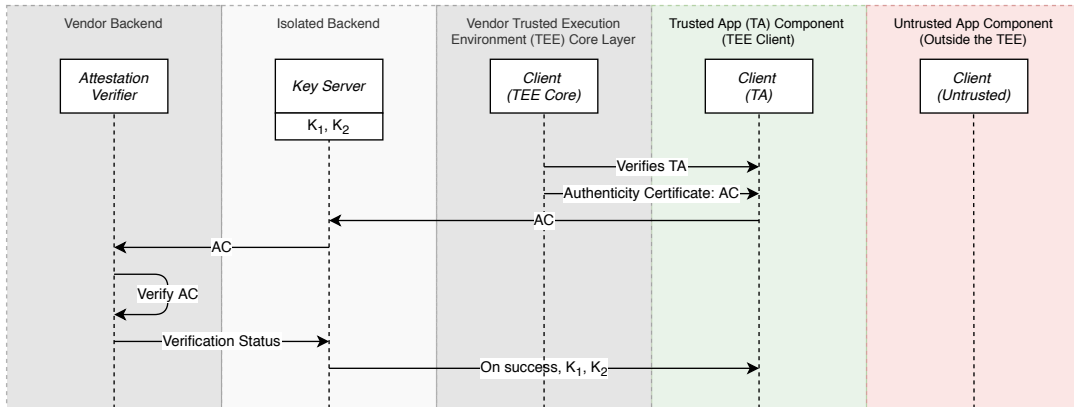 Vendor Backend
Isolated Backend
Vendor Trusted Execution
Environment (TEE) Core Layer
Trusted App (TA) Component
(TEE Client)
Untrusted App Component
(Outside the TEE)
Attestation
Verifier
Key Server
K₁, K₂
Client
(TEE Core)
Client
(TA)
Client
(Untrusted)
Verifies TA
Authenticity Certificate: AC
AC
AC
Verify AC
Verification Status
On success, K₁, K₂